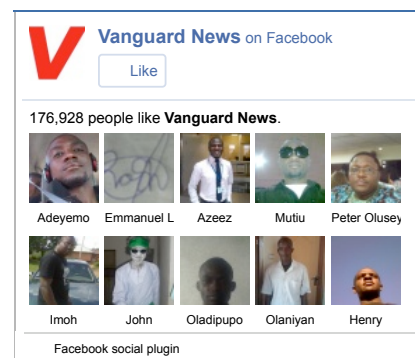 Vanguard News on Facebook
Like
176,928 people like Vanguard News.
Adeyemo Emmanuel L Azeez Mutiu Peter Olusey
Imoh John Oladipupo Olaniyan Henry
Facebook social plugin